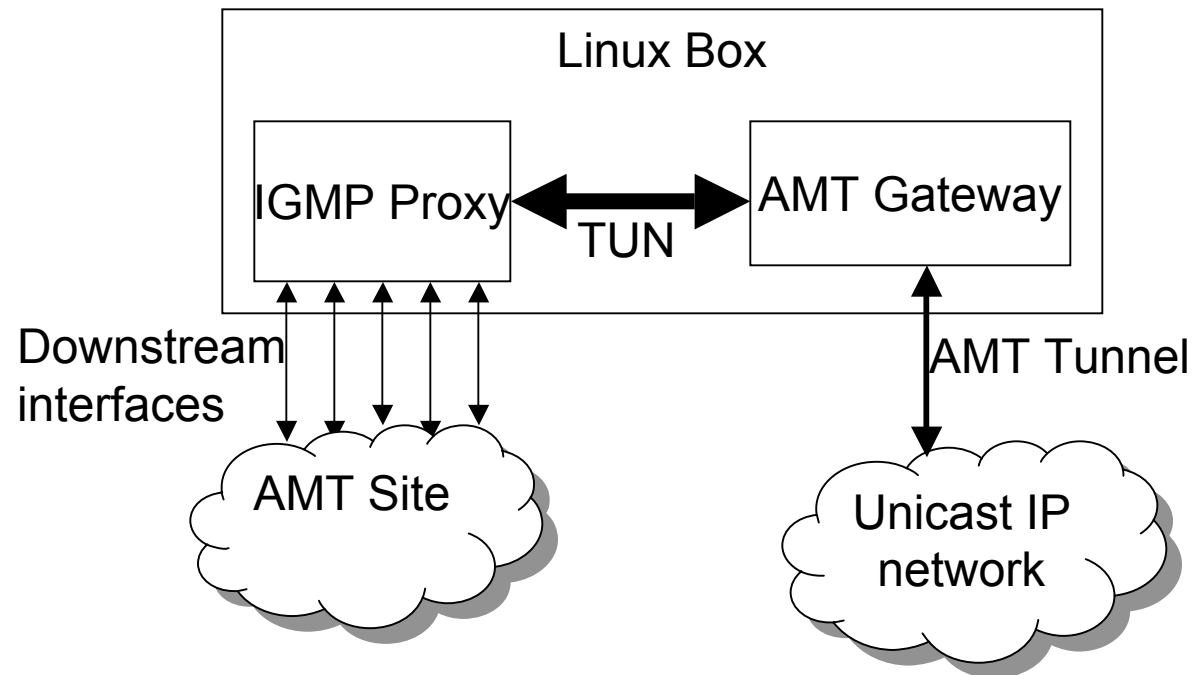 Linux Box
IGMP Proxy
TUN
AMT Gateway
Downstream
interfaces
AMT Tunnel
AMT Site
Unicast IP
network